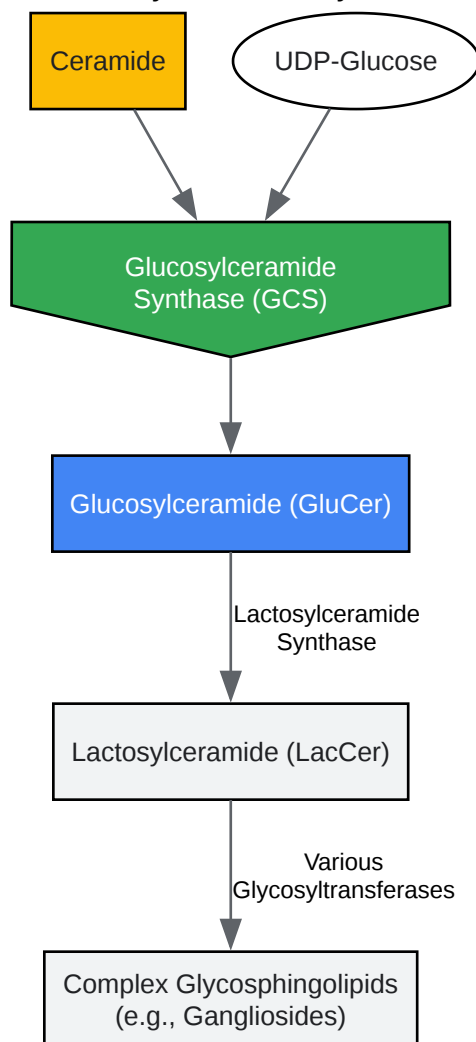 Ceramide
UDP-Glucose
Glucosylceramide
Synthase (GCS)
Glucosylceramide (GluCer)
Lactosylceramide
Synthase
Lactosylceramide (LacCer)
Various
Glycosyltransferases
Complex Glycosphingolipids
(e.g., Gangliosides)